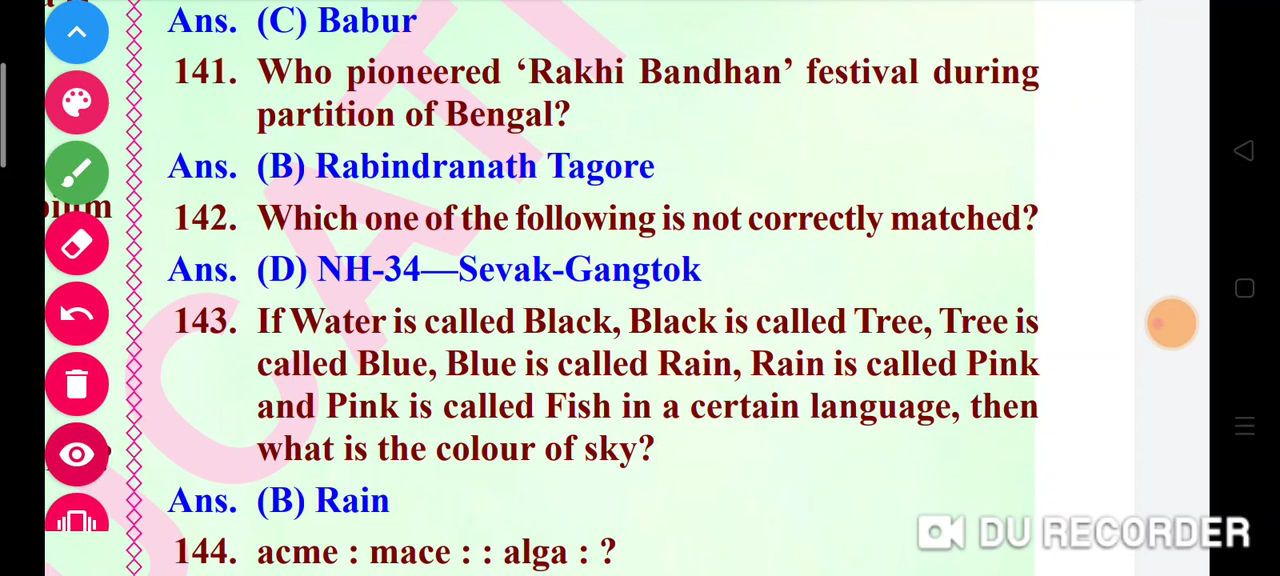 Ans. (C) Babur
141. Who pioneered ‘Rakhi Bandhan’ festival during
partition of Bengal?
Ans. (B) Rabindranath Tagore
142. Which one of the following is not correctly matched?
Ans. (D) NH-34—Sevak-Gangtok
143. If Water is called Black, Black is called Tree, Tree is
called Blue, Blue is called Rain, Rain is called Pink
and Pink is called Fish in a certain language, then
what is the colour of sky?
Ans. (B) Rain
144. acme : mace : : alga : ?
DU RECORDER